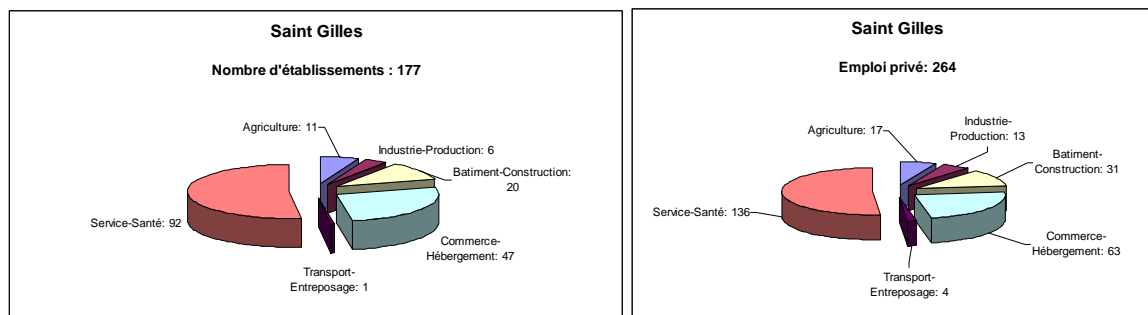 Saint Gilles
Nombre d'établissements : 177
Agriculture: 11
Industrie-Production: 6
Batiment-Construction:
20
Commerce-
Hébergement: 47
Transport-
Entreposage: 1
Service-Santé: 92
Saint Gilles
Emploi privé: 264
Agriculture: 17
Industrie-
Production: 13
Batiment-
Construction: 31
Commerce-
Hébergement: 63
Transport-
Entreposage: 4
Service-Santé: 136